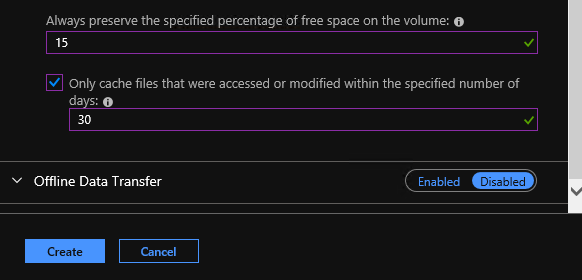 Always preserve the specified percentage of free space on the volume:
15
Only cache files that were accessed or modified within the specified number of
days:
30
Offline Data Transfer
Enabled Disabled
Create Cancel